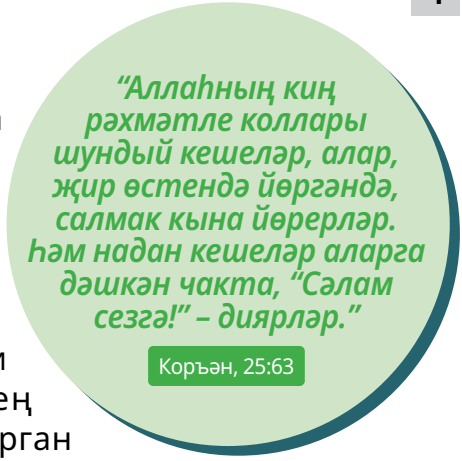 “Аллаһның киң
рәхмәтле коллары
шундый кешеләр, алар,
җир өстендә йөргәндә,
салмак кына йөрерләр.
Һәм надан кешеләр аларга
дәшкән чакта, “Сәлам
сезгә!” – диярләр.”
Коръән, 25:63